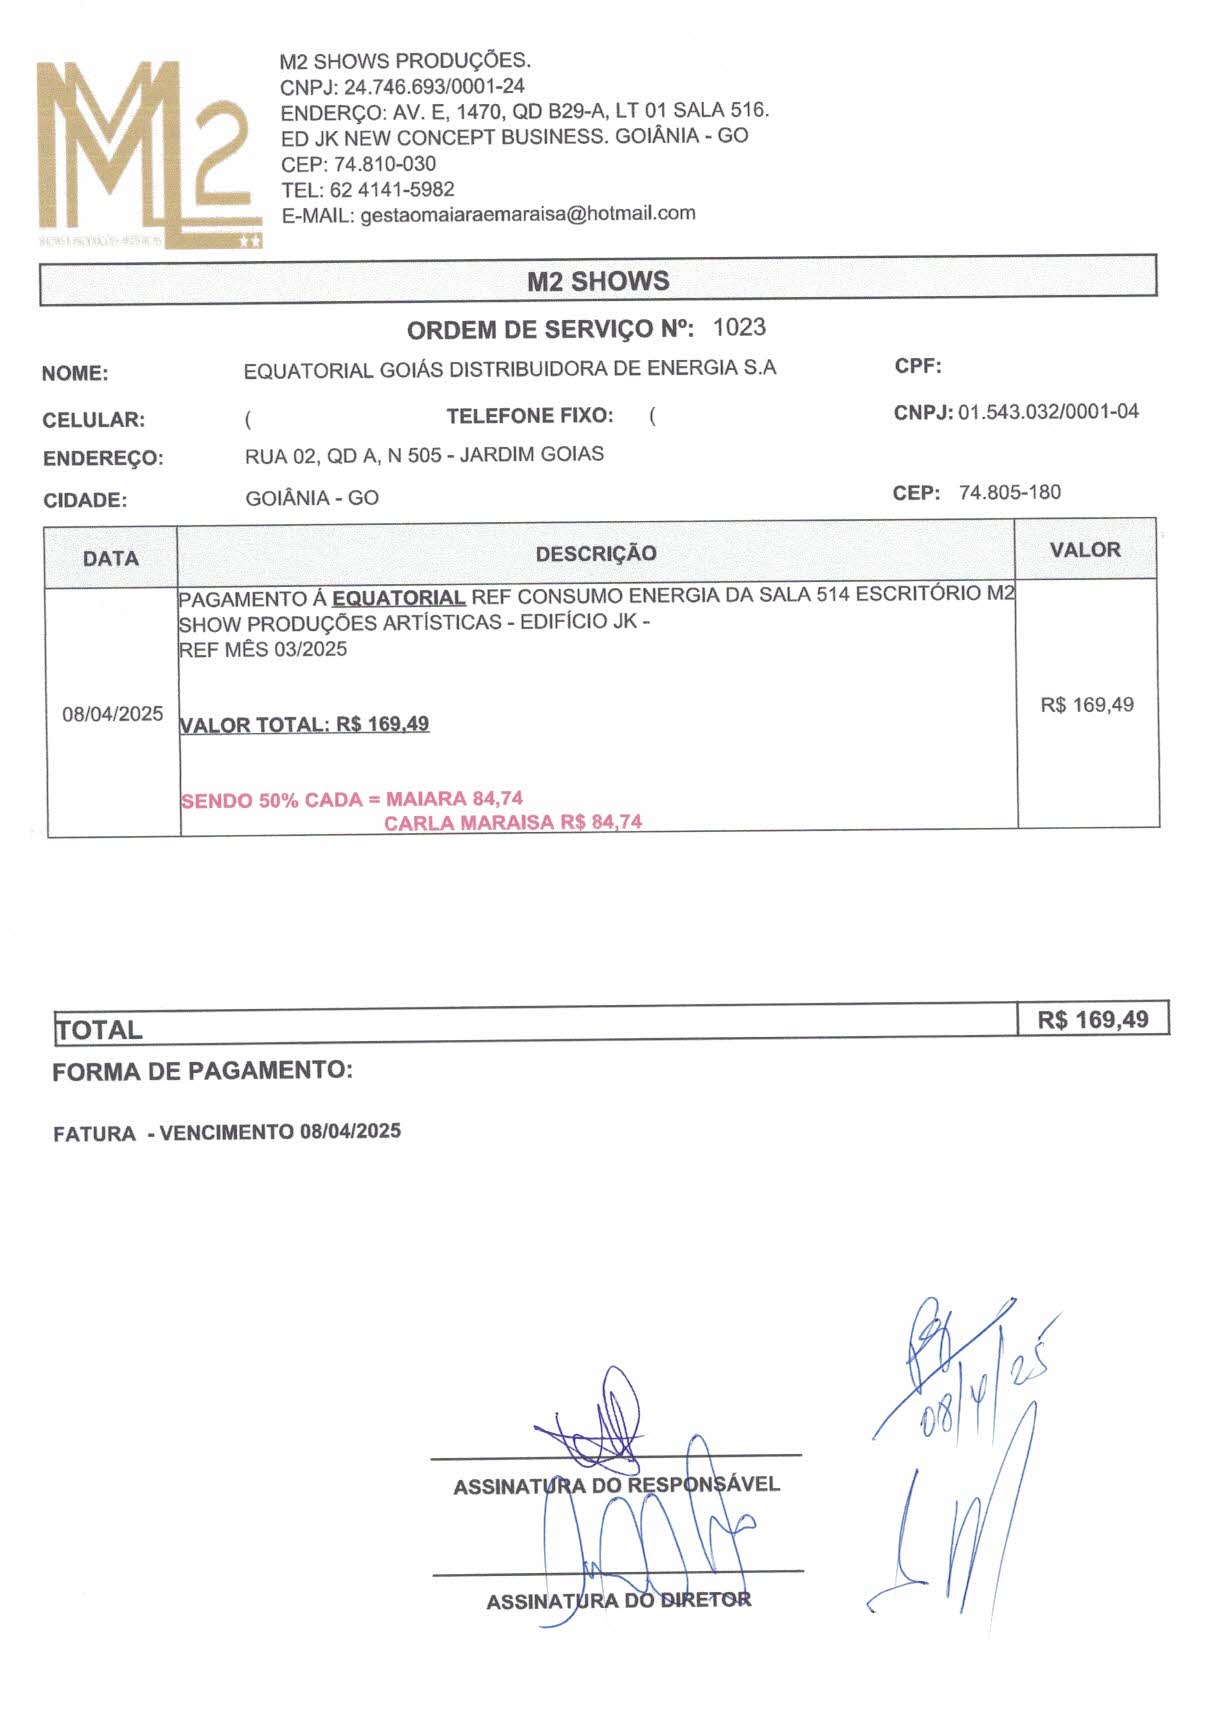 M2 SHOWS PRODUÇÕES.
CNPJ: 24.746.693/0001-24
ENDERÇO: AV. E, 1470, QD B29-A, LT 01 SALA 516.
ED JK NEW CONCEPT BUSINESS. GOIÂNIA - GO
CEP: 74.810-030
TEL: 62 4141-5982
E-MAIL: gestaomaiaraemaraisa@hotmail.com
M2
M2 SHOWS
ORDEM DE SERVIÇO Nº: 1023
NOME: EQUATORIAL GOIÁS DISTRIBUIDORA DE ENERGIA S.A CPF:
CELULAR: ( TELEFONE FIXO: ( CNPJ: 01.543.032/0001-04
ENDEREÇO: RUA 02, QD A, N 505 - JARDIM GOIAS
CIDADE: GOIÂNIA - GO CEP: 74.805-180
DATA DESCRIÇÃO VALOR
PAGAMENTO Á EQUATORIAL REF CONSUMO ENERGIA DA SALA 514 ESCRITÓRIO M2
SHOW PRODUÇÕES ARTÍSTICAS - EDIFÍCIO JK -
REF MÊS 03/2025
08/04/2025 VALOR TOTAL: R$ 169,49 R$ 169,49
SENDO 50% CADA = MAIARA 84,74
CARLA MARAISA R$ 84,74
TOTAL R$ 169,49
FORMA DE PAGAMENTO:
FATURA - VENCIMENTO 08/04/2025
08/4/25
ASSINATURA DO RESPONSÁVEL
ASSINATURA DO DIRETOR